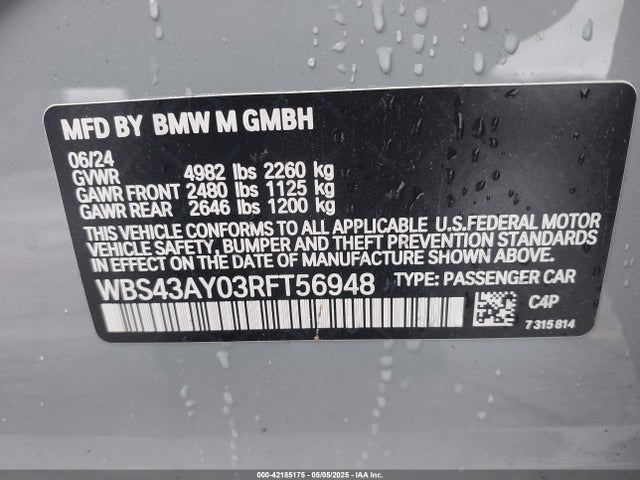 MFD BY BMW M GMBH
06/24
GVWR 4982 lbs 2260 kg
GAWR FRONT 2480 lbs 1125 kg
GAWR REAR 2646 lbs 1200 kg
THIS VEHICLE CONFORMS TO ALL APPLICABLE U.S.FEDERAL MOTOR
VEHICLE SAFETY, BUMPER AND THEFT PREVENTION STANDARDS
IN EFFECT ON THE DATE OF MANUFACTURE SHOWN ABOVE.
WBS43AY03RFT56948 TYPE: PASSENGER CAR
C4P
7315814
000-42185175 - 05/05/2025 - IAA Inc.